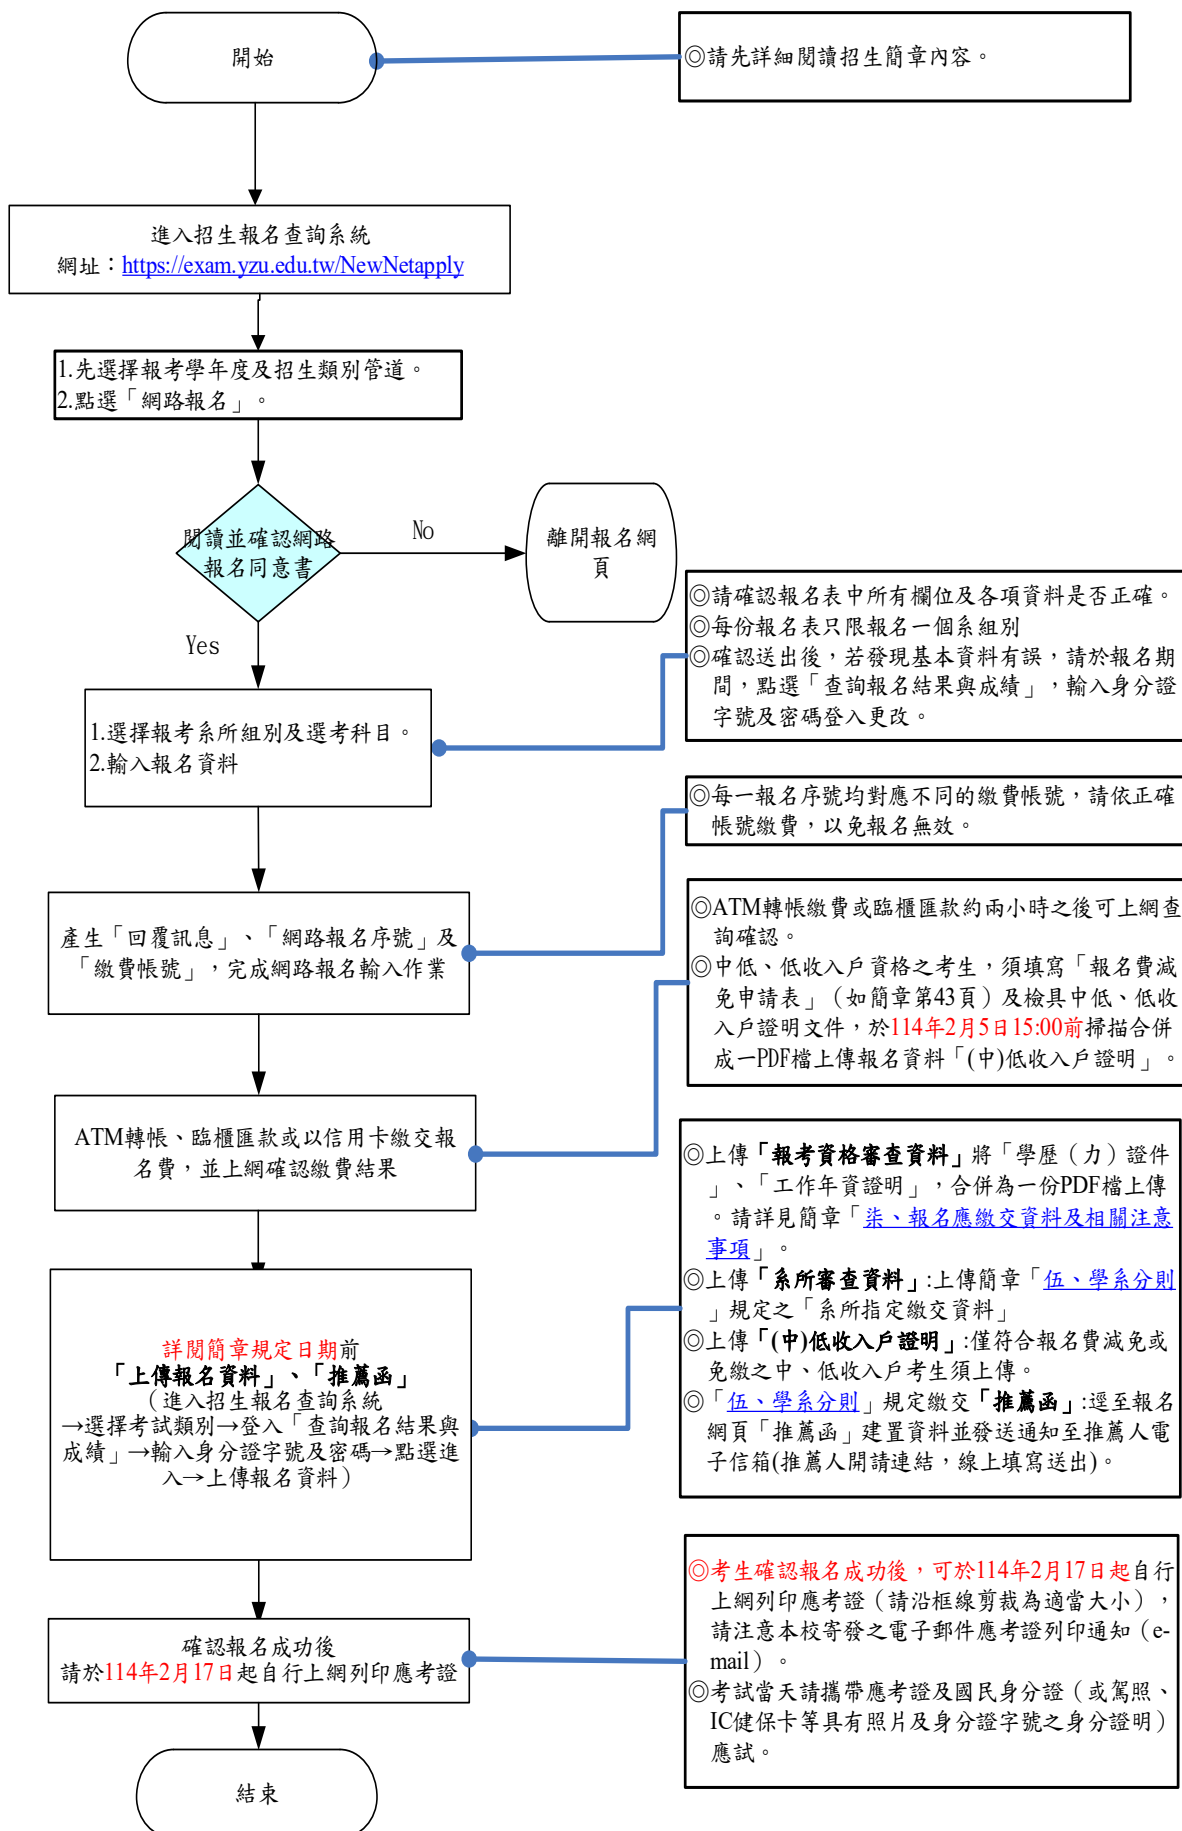 開始
◎請先詳細閱讀招生簡章內容。
進入招生報名查詢系統
網址：https://exam.yzu.edu.tw/NewNetapply
1.先選擇報考學年度及招生類別管道。
2.點選「網路報名」。
閱讀並確認網路
報名同意書
No
離開報名網
頁
Yes
◎請確認報名表中所有欄位及各項資料是否正確。
◎每份報名表只限報名一個系組別
◎確認送出後，若發現基本資料有誤，請於報名期
間，點選「查詢報名結果與成績」，輸入身分證
字號及密碼登入更改。
1.選擇報考系所組別及選考科目。
2.輸入報名資料
◎每一報名序號均對應不同的繳費帳號，請依正確
帳號繳費，以免報名無效。
產生「回覆訊息」、「網路報名序號」及
「繳費帳號」，完成網路報名輸入作業
◎ATM轉帳繳費或臨櫃匯款約兩小時之後可上網查
詢確認。
◎中低、低收入戶資格之考生，須填寫「報名費減
免申請表」（如簡章第43頁）及檢具中低、低收
入戶證明文件，於114年2月5日15:00前掃描合併
成一PDF檔上傳報名資料「(中)低收入戶證明」。
ATM轉帳、臨櫃匯款或以信用卡繳交報
名費，並上網確認繳費結果
◎上傳「報考資格審查資料」將「學歷（力）證件
」、「工作年資證明」，合併為一份PDF檔上傳
。請詳見簡章「柒、報名應繳交資料及相關注意
事項」。
◎上傳「系所審查資料」:上傳簡章「伍、學系分則
」規定之「系所指定繳交資料」
◎上傳「(中)低收入戶證明」:僅符合報名費減免或
免繳之中、低收入戶考生須上傳。
◎「伍、學系分則」規定繳交「推薦函」:逕至報名
網頁「推薦函」建置資料並發送通知至推薦人電
子信箱(推薦人開請連結，線上填寫送出)。
詳閱簡章規定日期前
「上傳報名資料」、「推薦函」
（進入招生報名查詢系統
→選擇考試類別→登入「查詢報名結果與
成績」→輸入身分證字號及密碼→點選進
入→上傳報名資料）
◎考生確認報名成功後，可於114年2月17日起自行
上網列印應考證（請沿框線剪裁為適當大小），
請注意本校寄發之電子郵件應考證列印通知（e-
mail）。
◎考試當天請攜帶應考證及國民身分證（或駕照、
IC健保卡等具有照片及身分證字號之身分證明）
應試。
確認報名成功後
請於114年2月17日起自行上網列印應考證
結束